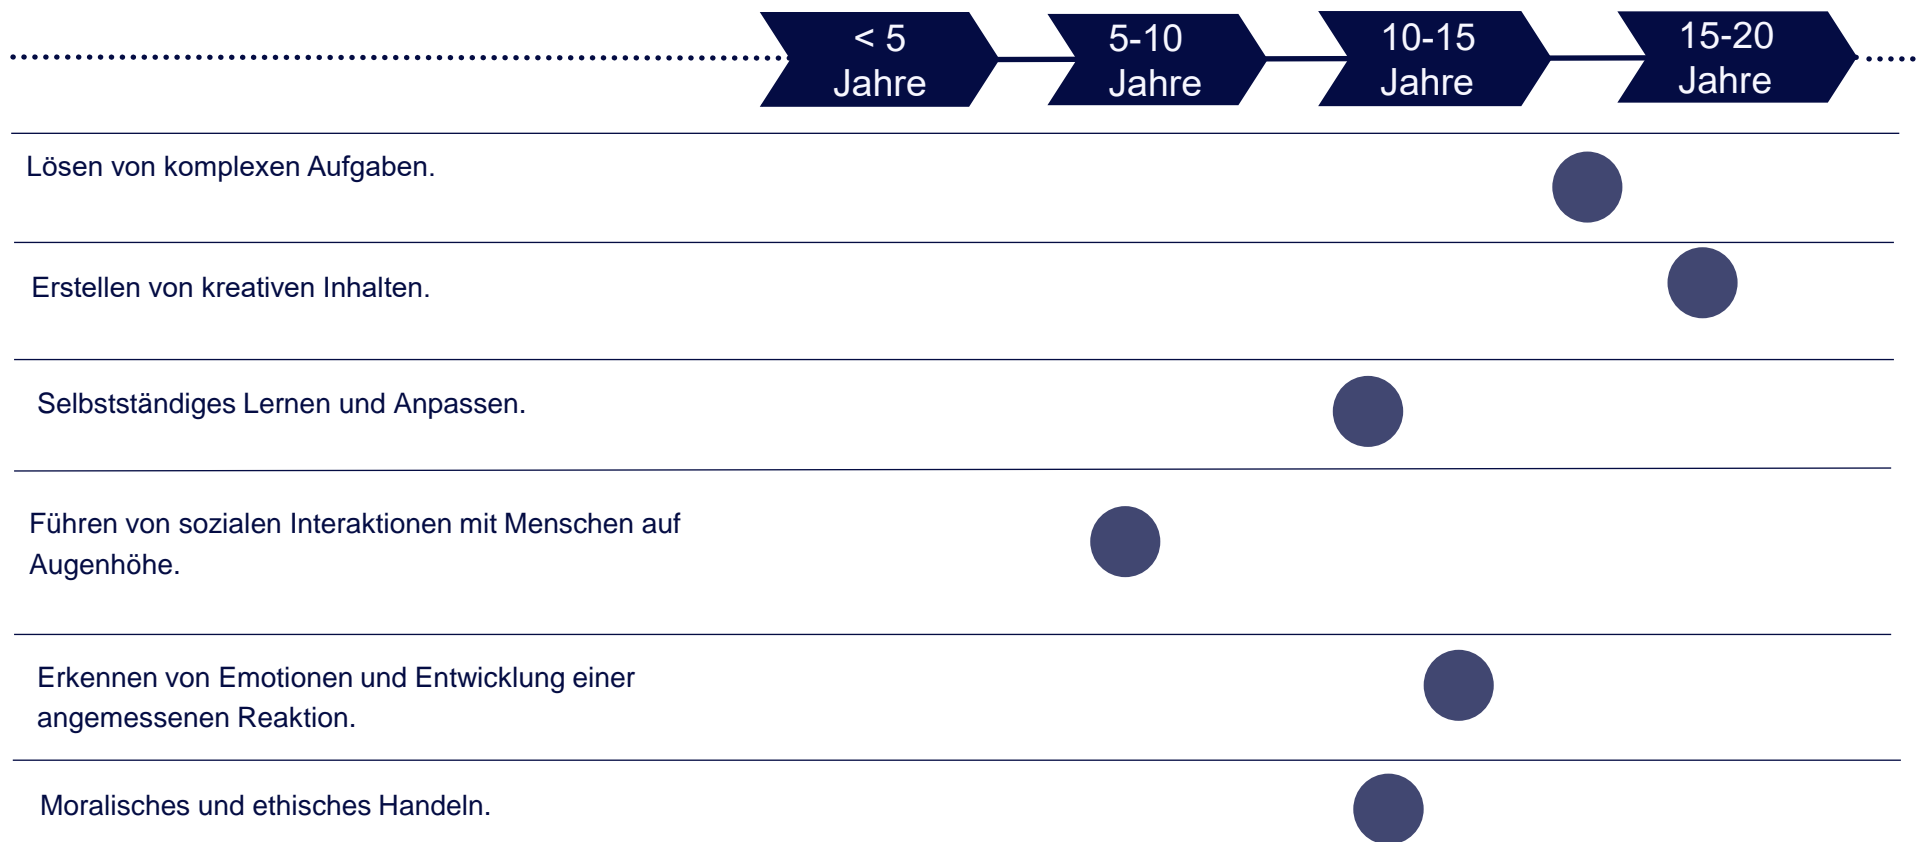 < 5
Jahre
5-10
Jahre
10-15
Jahre
15-20
Jahre
Lösen von komplexen Aufgaben.
Erstellen von kreativen Inhalten.
Selbstständiges Lernen und Anpassen.
Führen von sozialen Interaktionen mit Menschen auf
Augenhöhe.
Erkennen von Emotionen und Entwicklung einer
angemessenen Reaktion.
Moralisches und ethisches Handeln.